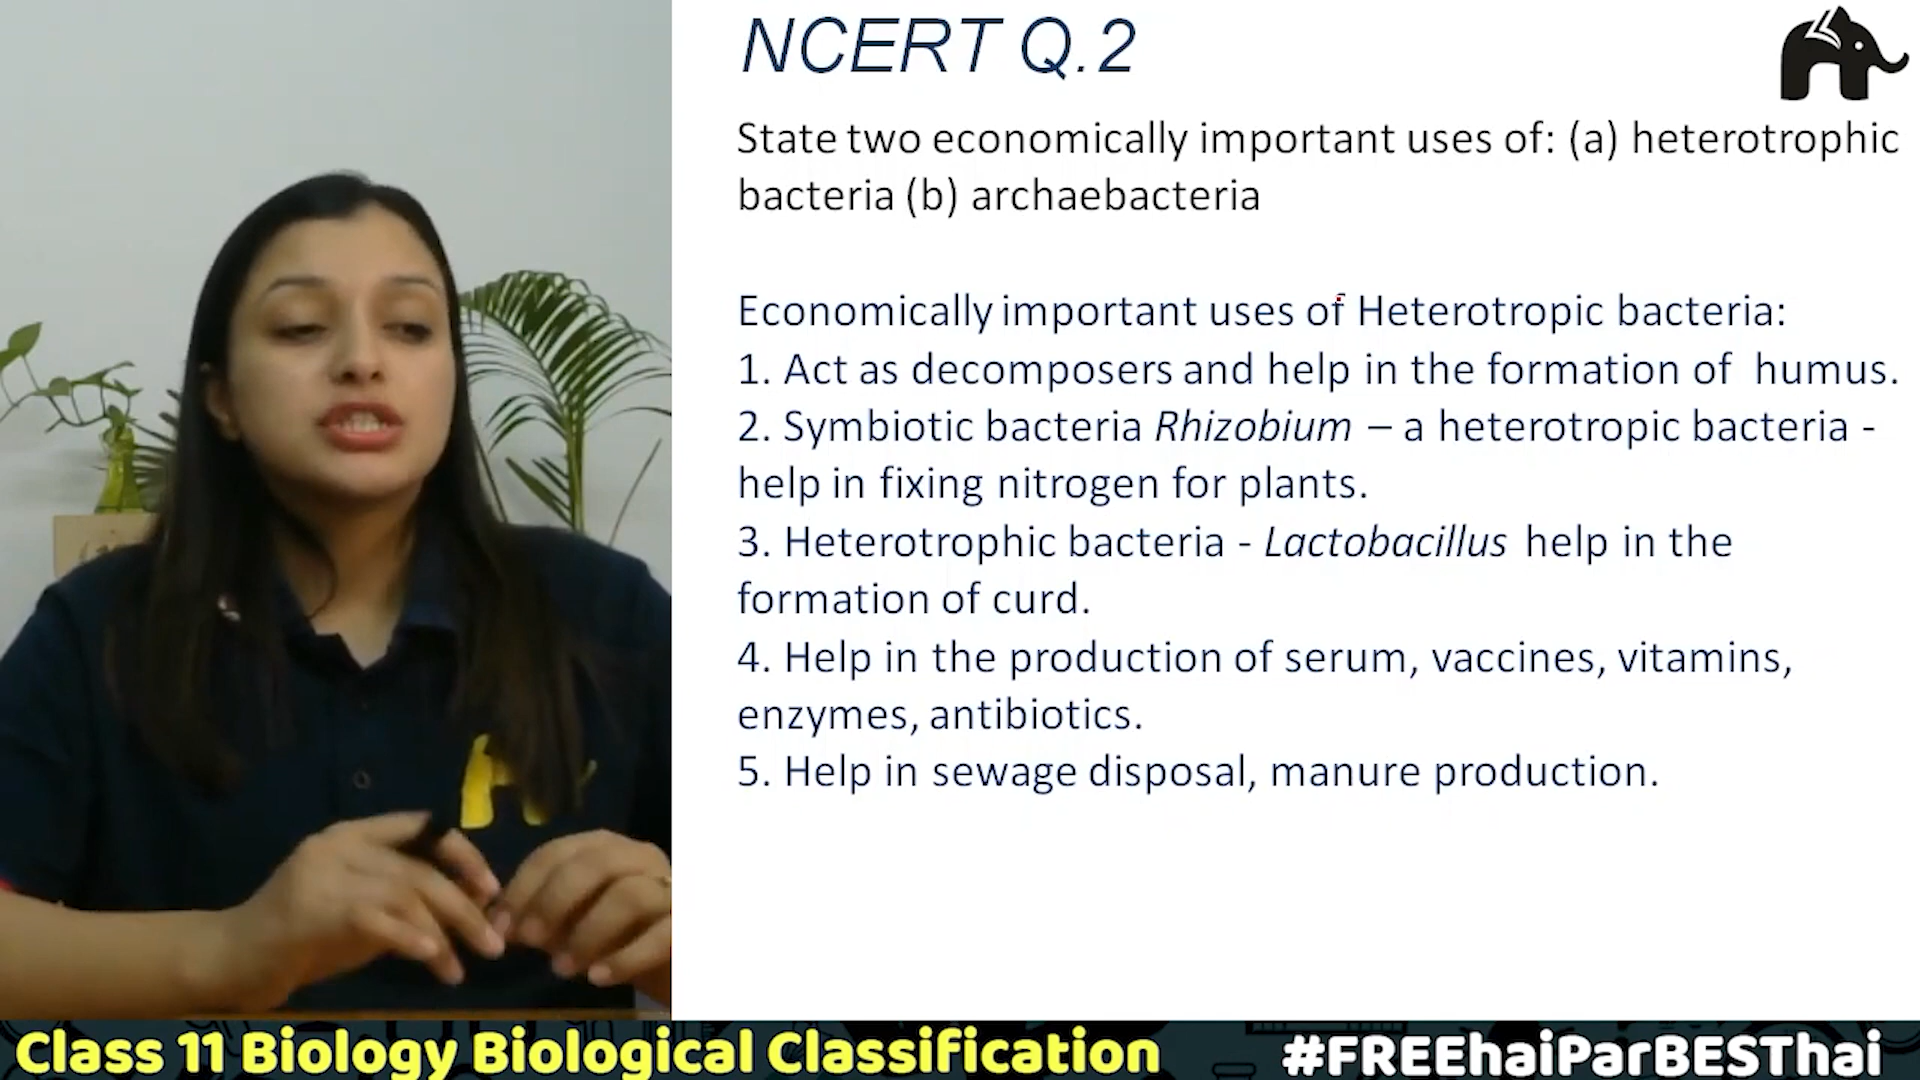 NCERT Q.2
State two economically important uses of: (a) heterotrophic
bacteria (b) archaebacteria
Economically important uses of Heterotropic bacteria:
1. Act as decomposers and help in the formation of humus.
2. Symbiotic bacteria Rhizobium – a heterotropic bacteria -
help in fixing nitrogen for plants.
3. Heterotrophic bacteria - Lactobacillus help in the
formation of curd.
4. Help in the production of serum, vaccines, vitamins,
enzymes, antibiotics.
5. Help in sewage disposal, manure production.
Class 11 Biology Biological Classification
#FREEhaiParBESThai